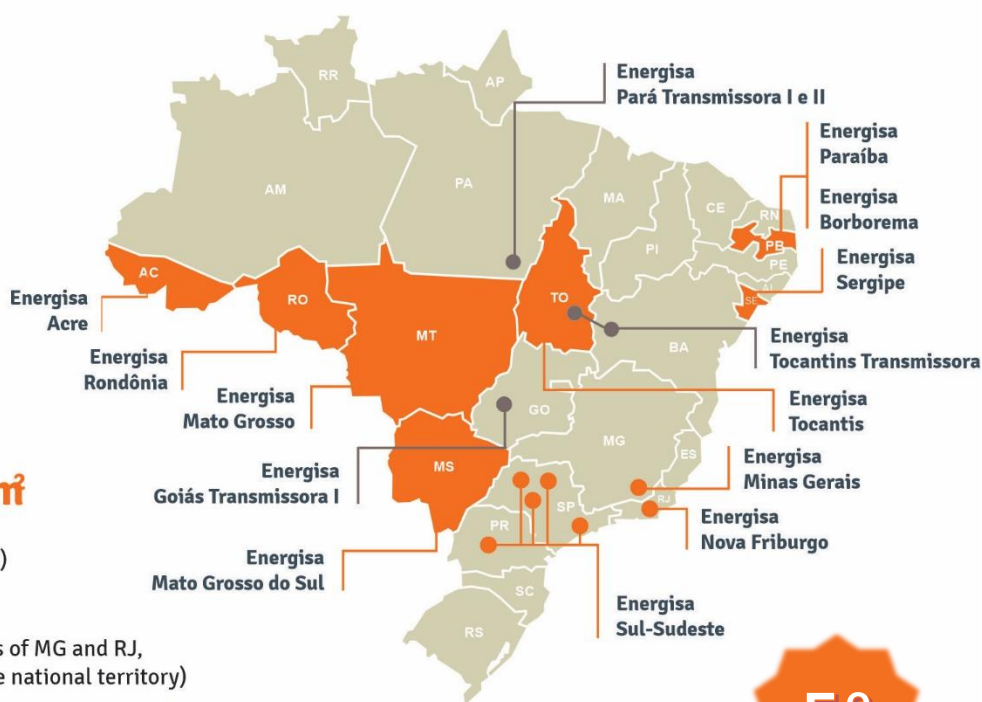 RR
AP
Energisa
Pará Transmissora I e II
Energisa
Paraíba
AM
PA
MA
CE
RN
Energisa
Borborema
PB
PI
PE
Energisa
Sergipe
AC
AL
SE
Energisa
Acre
RO
TO
MT
BA
Energisa
Tocantins Transmissora
Energisa
Rondônia
Energisa
Mato Grosso
GO
Energisa
Tocantis
MG
ES
Energisa
Minas Gerais
MS
Energisa
Goiás Transmissora I
SP
RJ
Energisa
Nova Friburgo
PR
Energisa
Mato Grosso do Sul
SC
Energisa
Sul-Sudeste
RS
m²
)
s of MG and RJ,
e national territory)